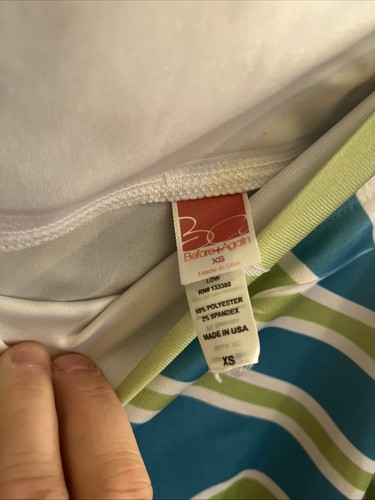 Before+Again
XS
Made in USA
LOW
RN# 133380
98% POLYESTER
2% SPANDEX
MADE IN USA
XS